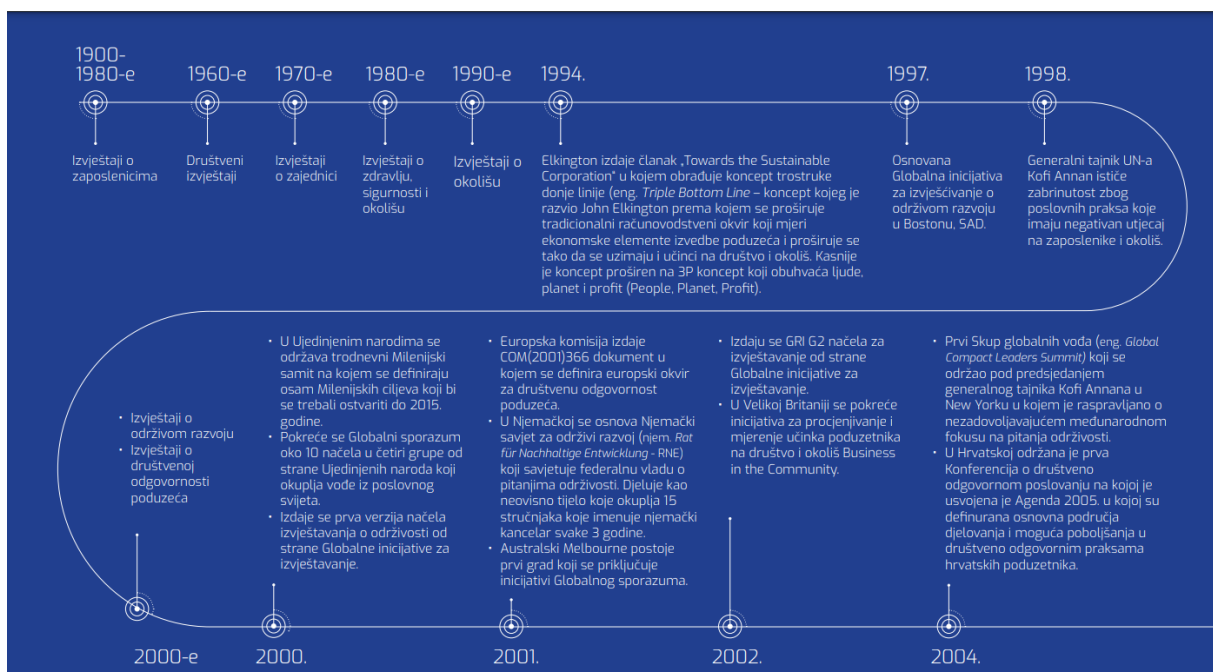 1900-
1980-e
Izvještaji o
zaposlenicima
1960-e
Društveni
izvještaji
1970-e
Izvještaji
o zajednici
1980-e
Izvještaji o
zdravlju,
sigurnosti i
okolišu
1990-e
Izvještaji o
okolišu
1994.
Elkington izdaje članak „Towards the Sustainable
Corporation“ u kojem obrađuje koncept trostruke
donje linije (eng. Triple Bottom Line – koncept kojeg je
razvio John Elkington prema kojem se proširuje
tradicionalni računovodstveni okvir koji mjeri
ekonomske elemente izvedbe poduzeća i proširuje se
tako da se uzimaju i učinci na društvo i okoliš. Kasnije
je koncept proširen na 3P koncept koji obuhvaća ljude,
planet i profit (People, Planet, Profit).
1997.
Osnovana
Globalna inicijativa
za izvješćivanje o
održivom razvoju
u Bostonu, SAD.
1998.
Generalni tajnik UN-a
Kofi Annan ističe
zabrinutost zbog
poslovnih praksa koje
imaju negativan utjecaj
na zaposlenike i okoliš.
• Izvještaji o
održivom razvoju
• Izvještaji o
društvenoj
odgovornosti
poduzeća
2000-e
• U Ujedinjenim narodima se
održava trodnevni Milenijski
samit na kojem se definiraju
osam Milenijskih ciljeva koji bi
se trebali ostvariti do 2015.
godine.
• Pokreće se Globalni sporazum
oko 10 načela u četiri grupe od
strane Ujedinjenih naroda koji
okuplja vođe iz poslovnog
svijeta.
• Izdaje se prva verzija načela
izvještavanja o održivosti od
strane Globalne inicijative za
izvještavanje.
2000.
• Europska komisija izdaje
COM(2001)366 dokument u
kojem se definira europski okvir
za društvenu odgovornost
poduzeća.
• U Njemačkoj se osnova Njemački
savjet za održivi razvoj (njem. Rat
für Nachhaltige Entwicklung - RNE)
koji savjetuje federalnu vladu o
pitanjima održivosti. Djeluje kao
neovisno tijelo koje okuplja 15
stručnjaka koje imenuje njemački
kancelar svake 3 godine.
• Australski Melbourne postoje
prvi grad koji se priključuje
inicijativi Globalnog sporazuma.
2001.
• Izdaju se GRI G2 načela za
izvještavanje od strane
Globalne inicijative za
izvještavanje.
• U Velikoj Britaniji se pokreće
inicijativa za procjenjivanje i
mjerenje učinka poduzetnika
na društvo i okoliš Business
in the Community.
2002.
• Prvi Skup globalnih vođa (eng. Global
Compact Leaders Summit) koji se
održao pod predsjedanjem
generalnog tajnika Kofi Annana u
New Yorku u kojem je raspravljano o
nezadovoljavajućem međunarodnom
fokusu na pitanja održivosti.
• U Hrvatskoj održana je prva
Konferencija o društveno
odgovornom poslovanju na kojoj je
usvojena je Agenda 2005. u kojoj su
definirana osnovna područja
djelovanja i moguća poboljšanja u
društveno odgovornim praksama
hrvatskih poduzetnika.
2004.